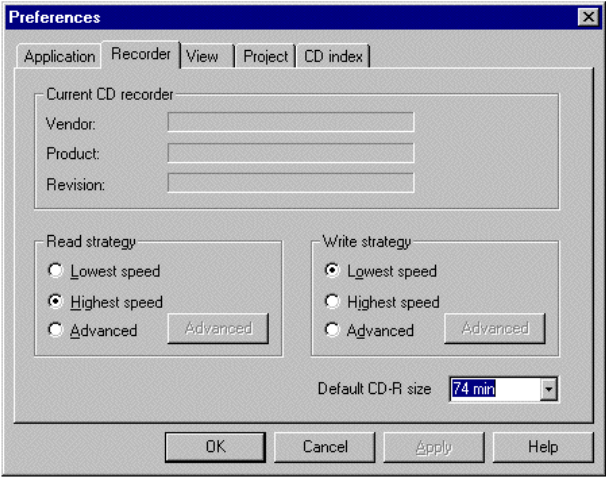 Preferences
Application Recorder View Project CD index
Current CD recorder
Vendor:
Product:
Revision:
Read strategy
Lowest speed
Highest speed
Advanced Advanced
Write strategy
Lowest speed
Highest speed
Advanced Advanced
Default CD-R size 74 min
OK Cancel Apply Help